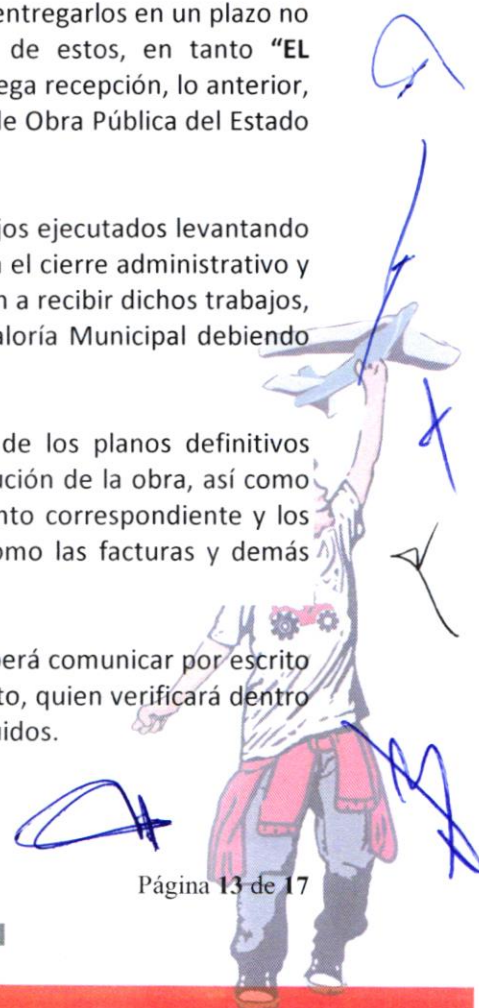 entregarlos en un plazo no
de estos, en tanto "EL
ega recepción, lo anterior,
de Obra Pública del Estado
jos ejecutados levantando
el cierre administrativo y
n a recibir dichos trabajos,
aloría Municipal debiendo
de los planos definitivos
ución de la obra, así como
nto correspondiente y los
omo las facturas y demás
berá comunicar por escrito
to, quien verificará dentro
uidos.
Página 13 de 17